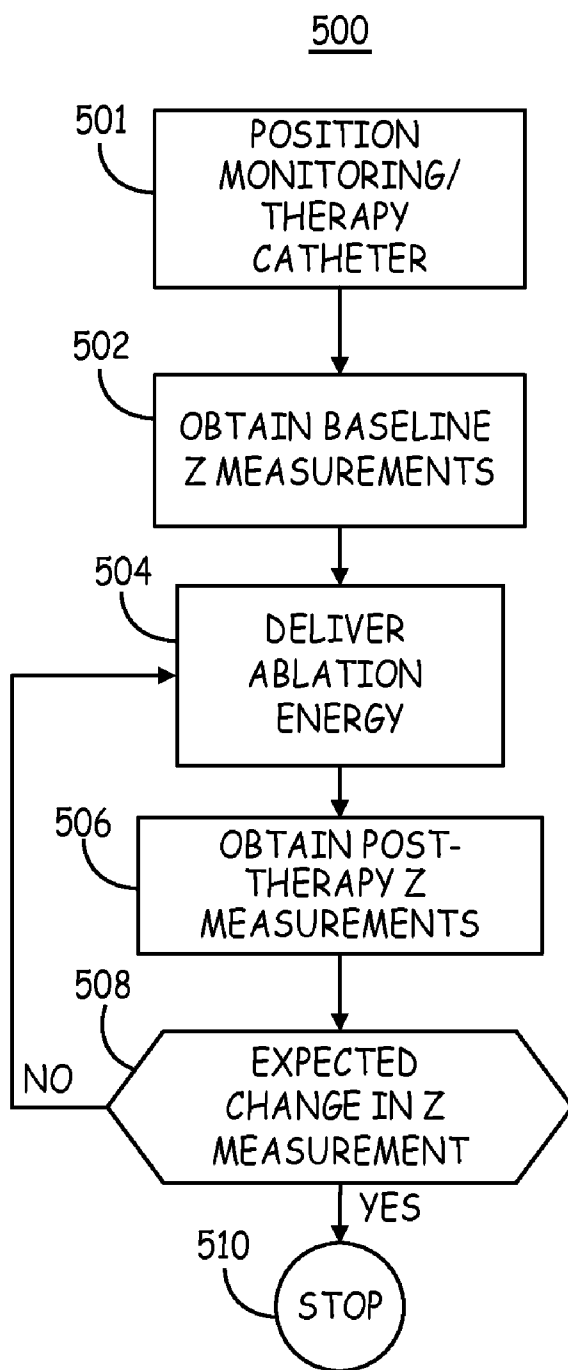 500
501
POSITION
MONITORING/
THERAPY
CATHETER
502
OBTAIN BASELINE
Z MEASUREMENTS
504
DELIVER
ABLATION
ENERGY
506
OBTAIN POST-
THERAPY Z
MEASUREMENTS
508
EXPECTED
CHANGE IN Z
MEASUREMENT
NO
YES
510
STOP